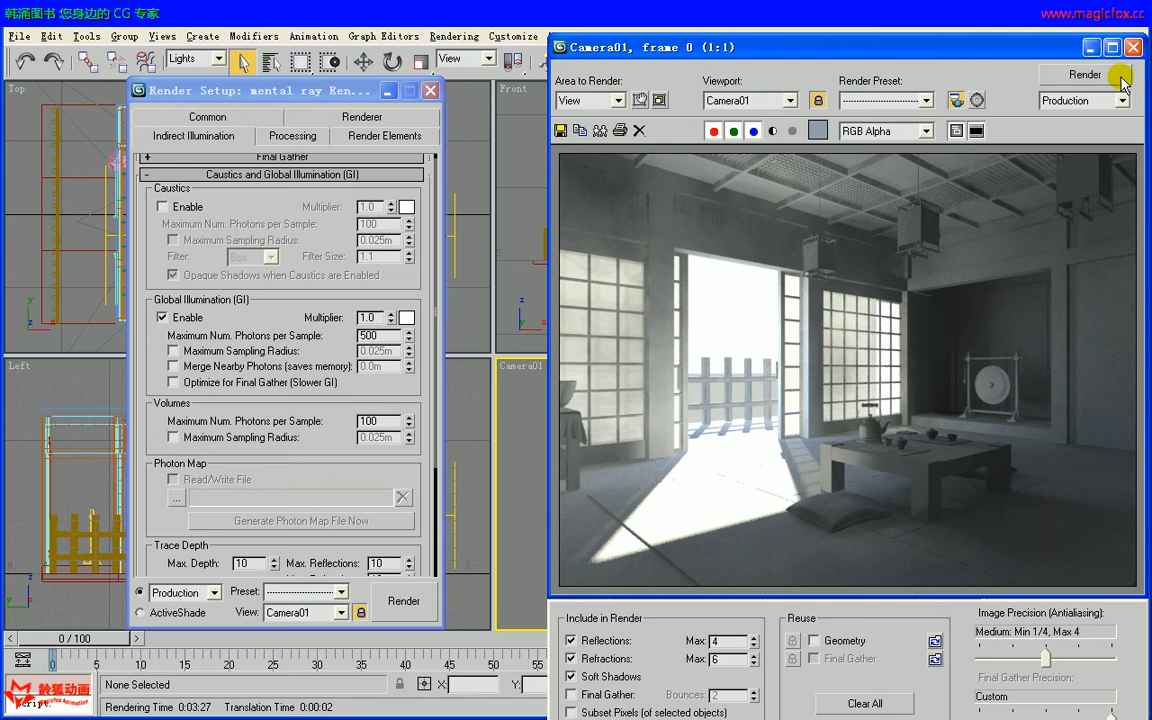 韩涌图书 您身边的 CG 专家
www.magicfox.cc
File Edit Tools Group Views Create Modifiers Animation Graph Editors Rendering Customize
Lights
View
Camera01, frame 0 (1:1)
Area to Render:
View
Viewport:
Camera01
Render Preset:
Render
Production
RGB Alpha
Top
Front
Left
Camera01
Render Setup: mental ray Ren...
Common
Renderer
Indirect Illumination
Processing
Render Elements
+ Final Gather
- Caustics and Global Illumination (GI)
Caustics
Enable
Multiplier: 1.0
Maximum Num. Photons per Sample: 100
Maximum Sampling Radius: 0.025m
Filter: Box
Filter Size: 1.1
Opaque Shadows when Caustics are Enabled
Global Illumination (GI)
Enable
Multiplier: 1.0
Maximum Num. Photons per Sample: 500
Maximum Sampling Radius: 0.025m
Merge Nearby Photons (saves memory): 0.0m
Optimize for Final Gather (Slower GI)
Volumes
Maximum Num. Photons per Sample: 100
Maximum Sampling Radius: 0.025m
Photon Map
Read/Write File
...
Generate Photon Map File Now
Trace Depth
Max. Depth: 10
Max. Reflections: 10
Production
Preset:
ActiveShade
View: Camera01
Render
Include in Render
Reflections: Max: 4
Refractions: Max: 6
Soft Shadows
Final Gather: Bounces: 2
Subset Pixels (of selected objects)
Reuse
Geometry
Final Gather
Clear All
Image Precision (Antialiasing):
Medium: Min 1/4, Max 4
Final Gather Precision:
Custom
0 / 100
0 5 10 15 20 25 30 35 40 45 50 55
None Selected
X:
Y:
Rendering Time 0:03:27 Translation Time 0:00:02
龄狐动画
Magicfox Animation